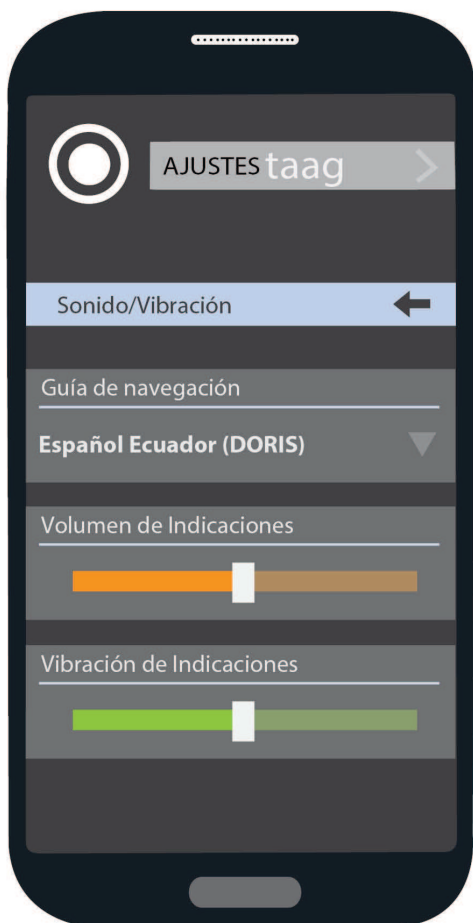 AJUSTES taag
Sonido/Vibración
Guía de navegación
Español Ecuador (DORIS)
Volumen de Indicaciones
Vibración de Indicaciones